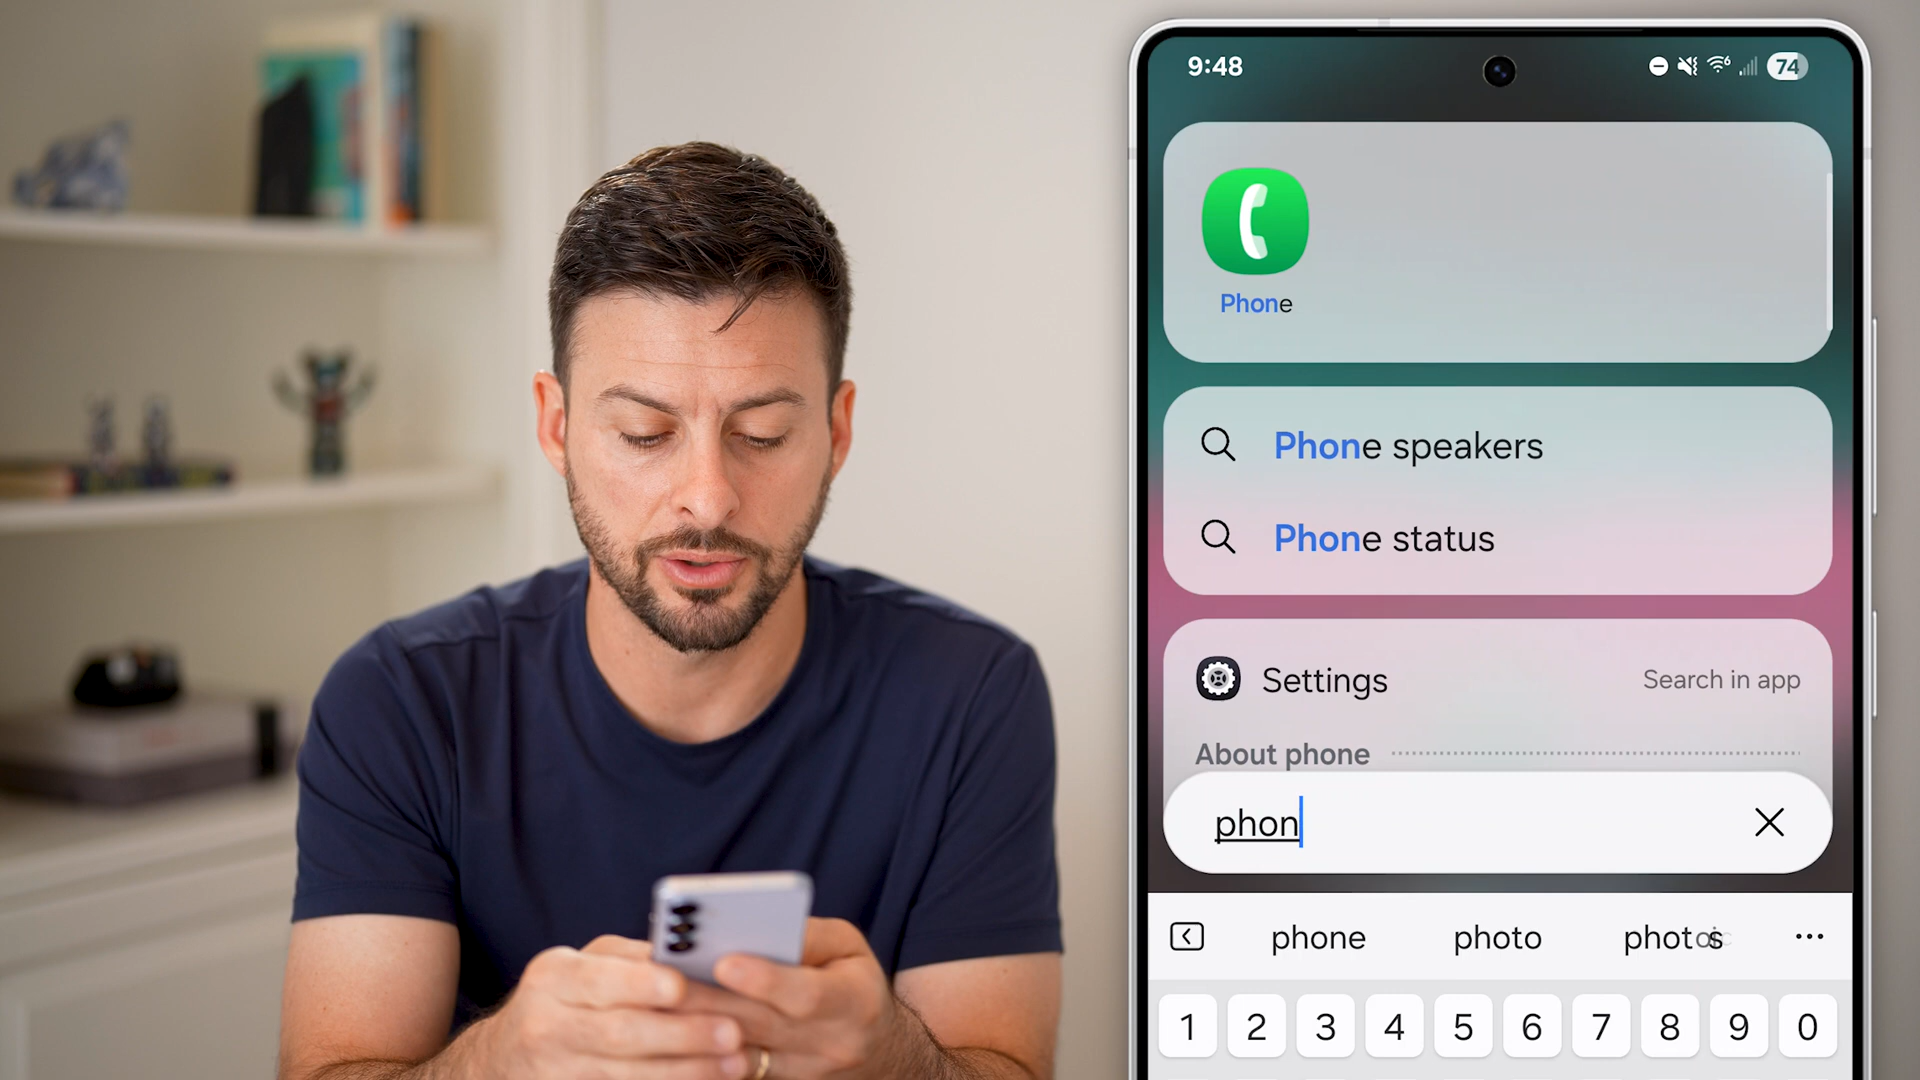 9:48
74
Phone
Phone speakers
Phone status
Settings
Search in app
About phone
phon
phone photo photos
1 2 3 4 5 6 7 8 9 0